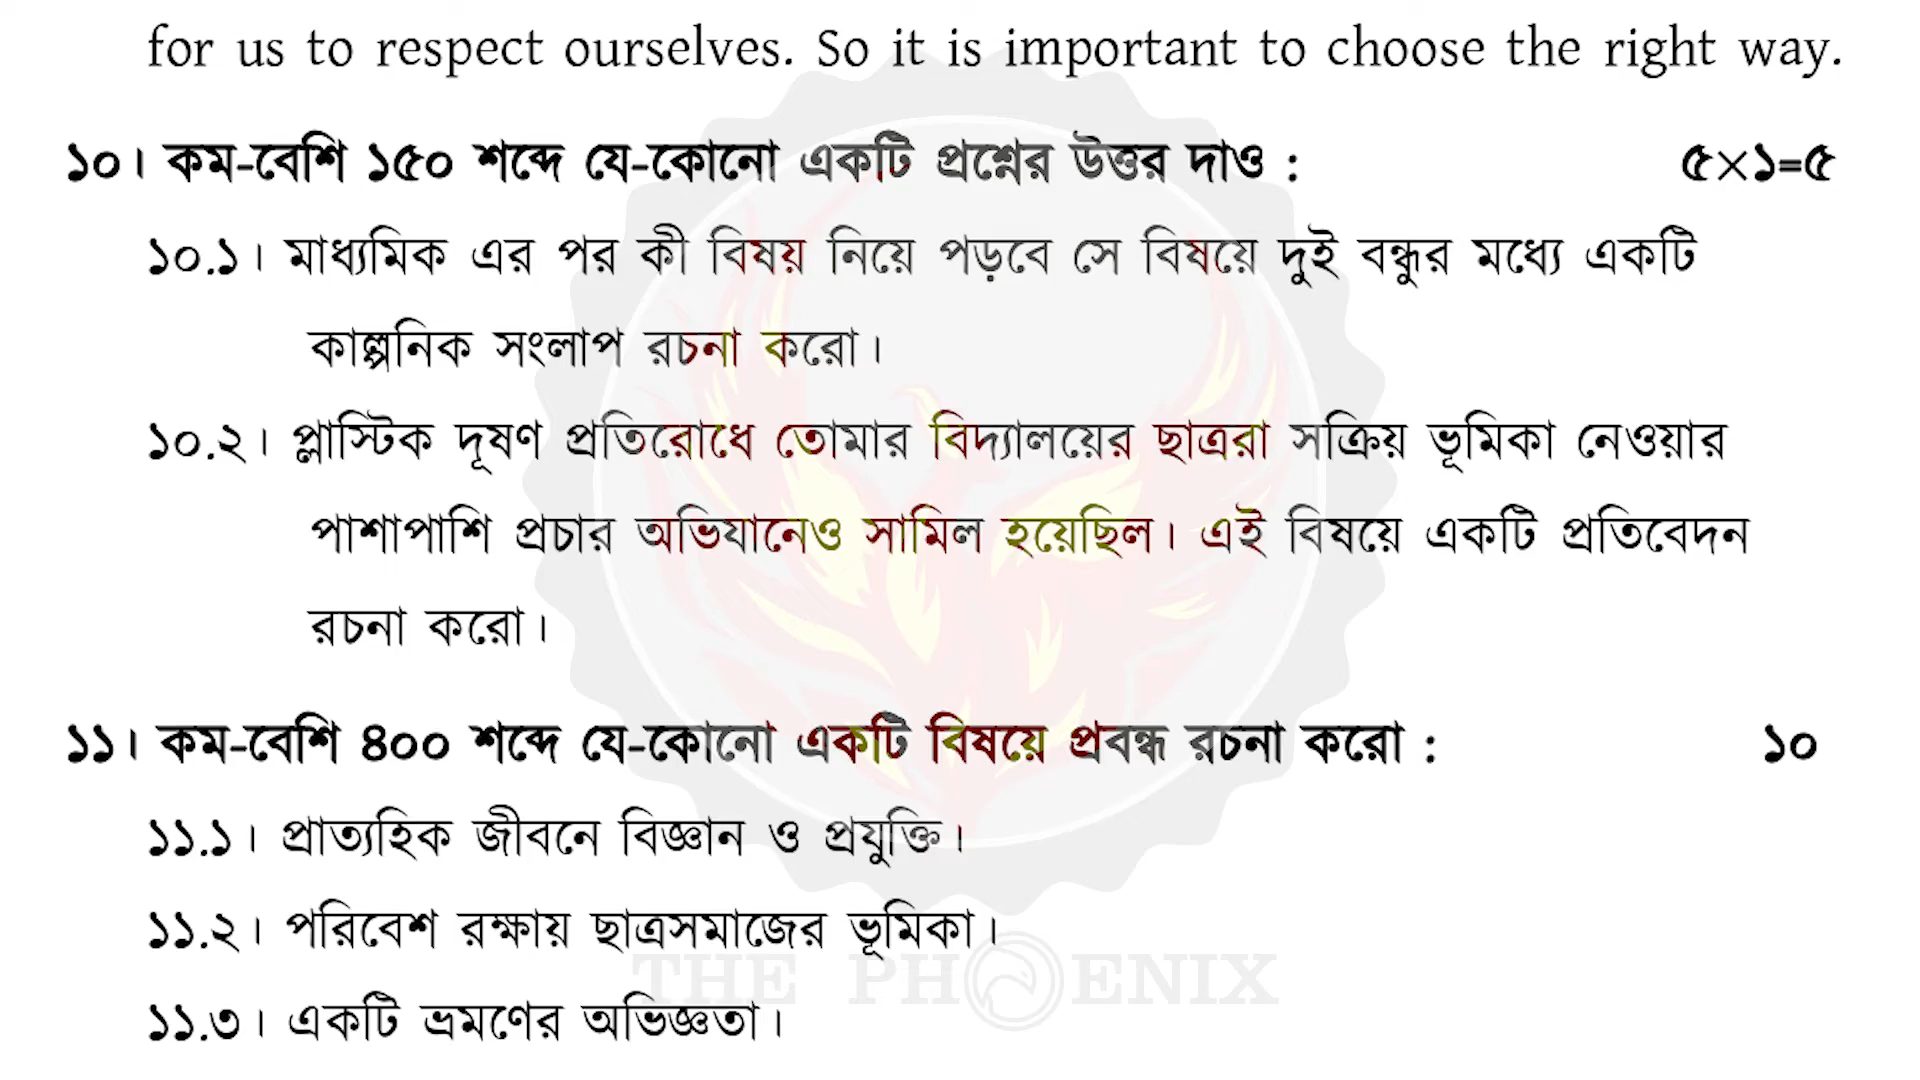 for us to respect ourselves. So it is important to choose the right way.
১০। কম-বেশি ১৫০ শব্দে যে-কোনো একটি প্রশ্নের উত্তর দাও : ৫×১=৫
১০.১। মাধ্যমিক এর পর কী বিষয় নিয়ে পড়বে সে বিষয়ে দুই বন্ধুর মধ্যে একটি
কাল্পনিক সংলাপ রচনা করো।
১০.২। প্লাস্টিক দূষণ প্রতিরোধে তোমার বিদ্যালয়ের ছাত্ররা সক্রিয় ভূমিকা নেওয়ার
পাশাপাশি প্রচার অভিযানেও সামিল হয়েছিল। এই বিষয়ে একটি প্রতিবেদন
রচনা করো।
১১। কম-বেশি ৪০০ শব্দে যে-কোনো একটি বিষয়ে প্রবন্ধ রচনা করো : ১০
১১.১। প্রাত্যহিক জীবনে বিজ্ঞান ও প্রযুক্তি।
১১.২। পরিবেশ রক্ষায় ছাত্রসমাজের ভূমিকা।
THE PHOENIX
১১.৩। একটি ভ্রমণের অভিজ্ঞতা।